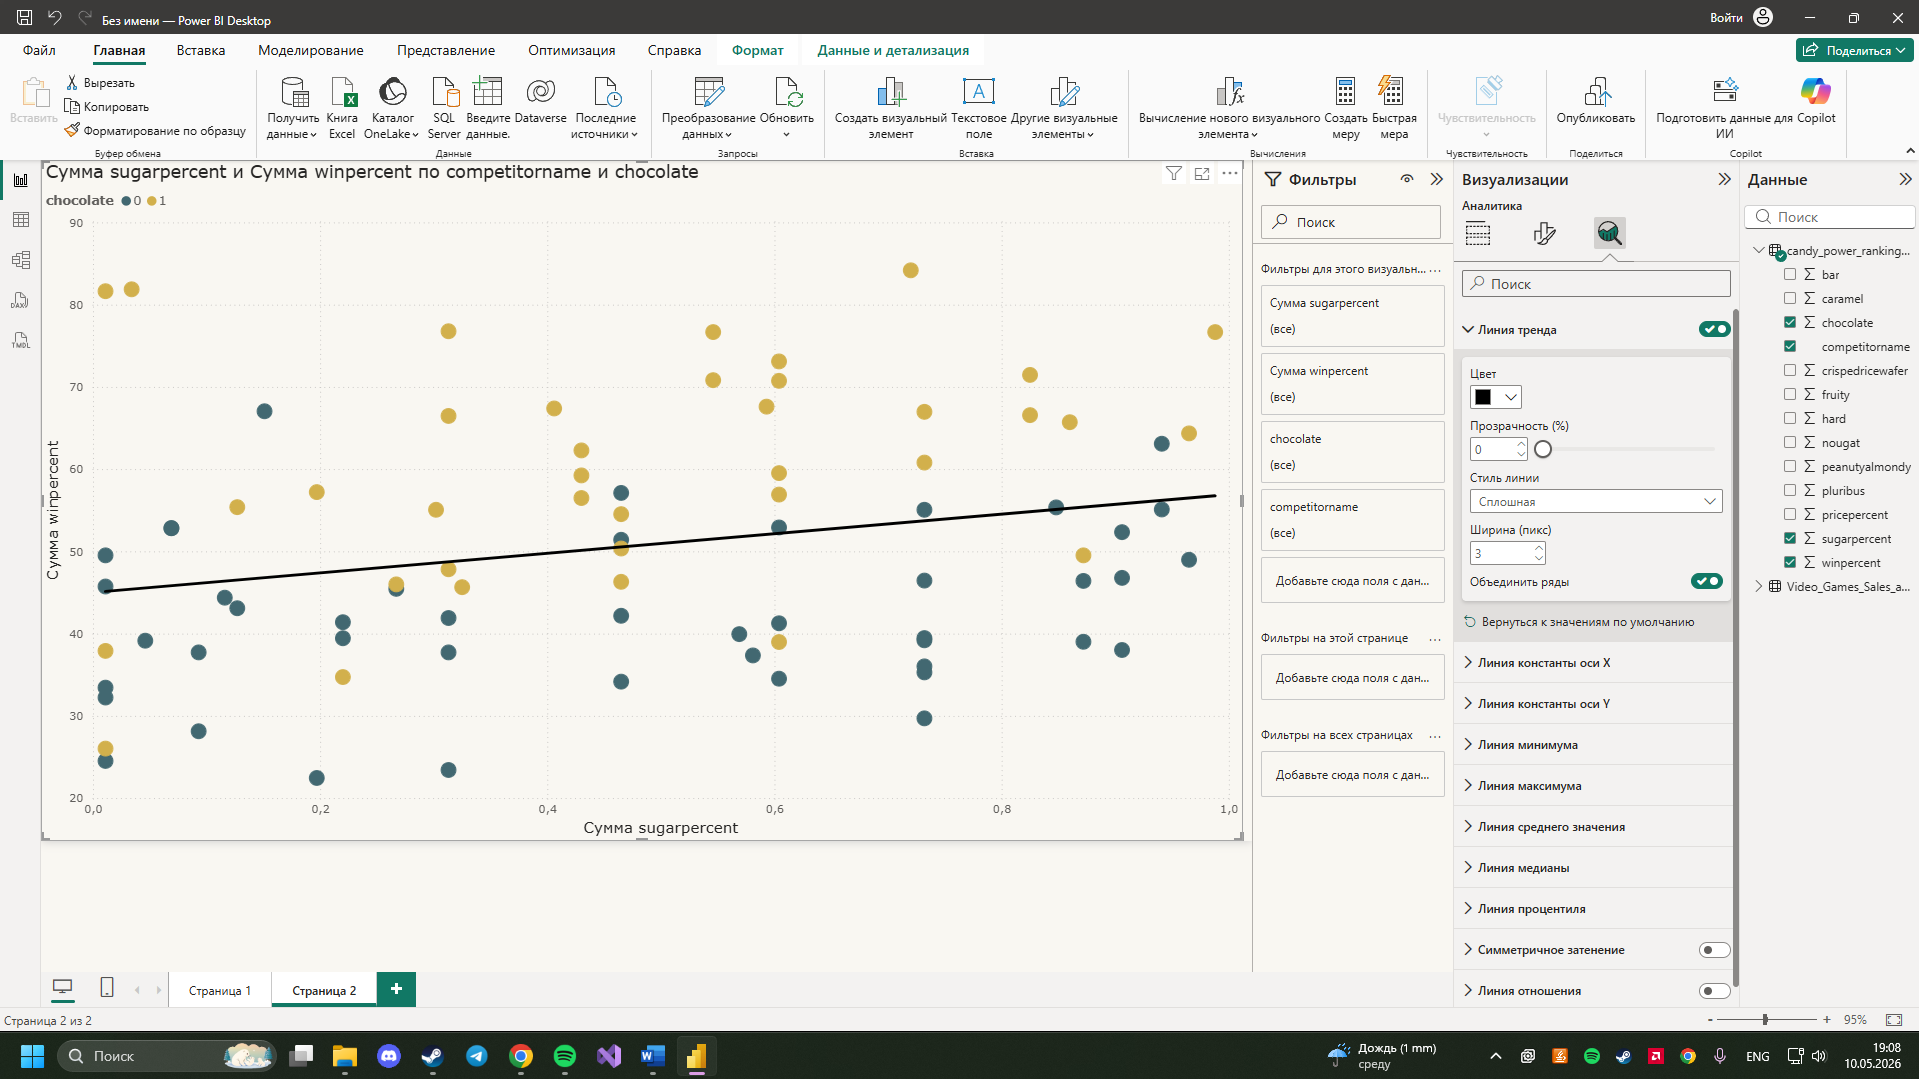 Без имени — Power BI Desktop
Войти
Файл
Главная
Вставка
Моделирование
Представление
Оптимизация
Справка
Формат
Данные и детализация
Поделиться
Вставить
Вырезать
Копировать
Форматирование по образцу
Буфер обмена
Получить данные
Книга Excel
Каталог OneLake
SQL Server
Введите данные.
Dataverse
Последние источники
Данные
Преобразование данных
Обновить
Запросы
Создать визуальный элемент
Текстовое поле
Другие визуальные элементы
Вставка
Вычисление нового визуального элемента
Создать меру
Быстрая мера
Вычисления
Чувствительность
Чувствительность
Опубликовать
Поделиться
Подготовить данные для ИИ
Copilot
Copilot
Сумма sugarpercent и Сумма winpercent по competitorname и chocolate
chocolate 0 1
90
80
70
60
50
40
30
20
Сумма winpercent
0,0
0,2
0,4
0,6
0,8
1,0
Сумма sugarpercent
Фильтры
Поиск
Фильтры для этого визуальн...
Сумма sugarpercent
(все)
Сумма winpercent
(все)
chocolate
(все)
competitorname
(все)
Добавьте сюда поля с дан...
Фильтры на этой странице
Добавьте сюда поля с дан...
Фильтры на всех страницах
Добавьте сюда поля с дан...
Визуализации
Аналитика
Поиск
Линия тренда
Цвет
Прозрачность (%)
0
Стиль линии
Сплошная
Ширина (пикс)
3
Объединить ряды
Вернуться к значениям по умолчанию
Линия константы оси X
Линия константы оси Y
Линия минимума
Линия максимума
Линия среднего значения
Линия медианы
Линия процентиля
Симметричное затенение
Линия отношения
Данные
Поиск
candy_power_ranking...
bar
caramel
chocolate
competitorname
crispedricewafer
fruity
hard
nougat
peanutyalmondy
pluribus
pricepercent
sugarpercent
winpercent
Video_Games_Sales_a...
DAX
TMDL
Страница 1
Страница 2
+
Страница 2 из 2
- + 95%
Поиск
Дождь (1 mm)
среду
ENG
19:08
10.05.2026